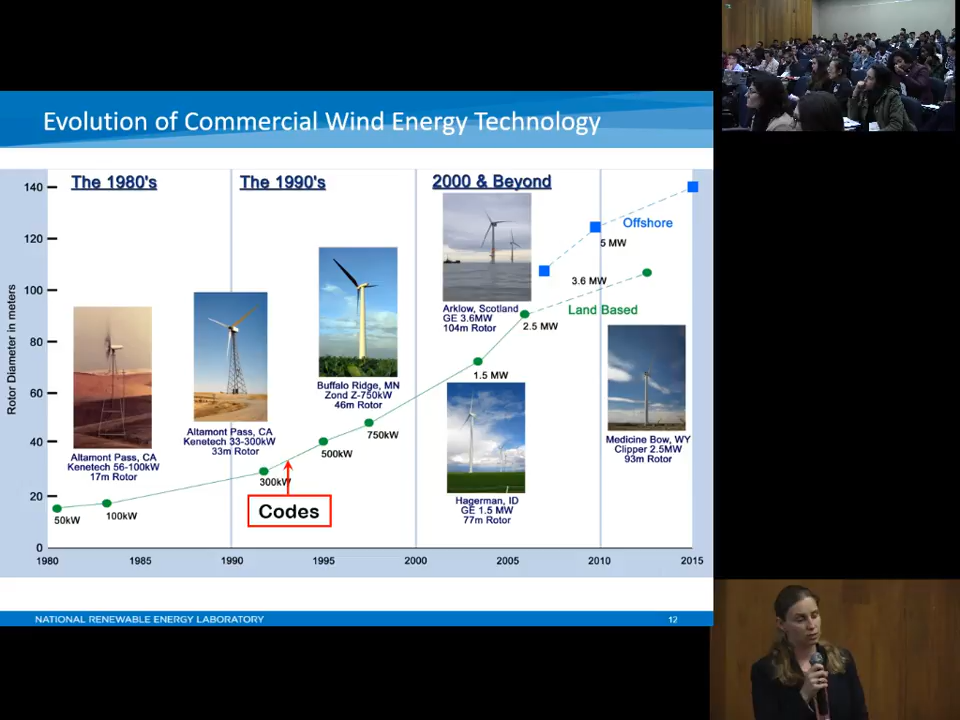 Evolution of Commercial Wind Energy Technology
The 1980's
The 1990's
2000 & Beyond
Rotor Diameter in meters
140
120
100
80
60
40
20
0
1980
1985
1990
1995
2000
2005
2010
2015
50kW
100kW
300kW
500kW
750kW
1.5 MW
2.5 MW
3.6 MW
5 MW
Offshore
Land Based
Codes
Altamont Pass, CA
Kenetech 56-100kW
17m Rotor
Altamont Pass, CA
Kenetech 33-300kW
33m Rotor
Buffalo Ridge, MN
Zond Z-750kW
46m Rotor
Arklow, Scotland
GE 3.6MW
104m Rotor
Hagerman, ID
GE 1.5 MW
77m Rotor
Medicine Bow, WY
Clipper 2.5MW
93m Rotor
NATIONAL RENEWABLE ENERGY LABORATORY
12